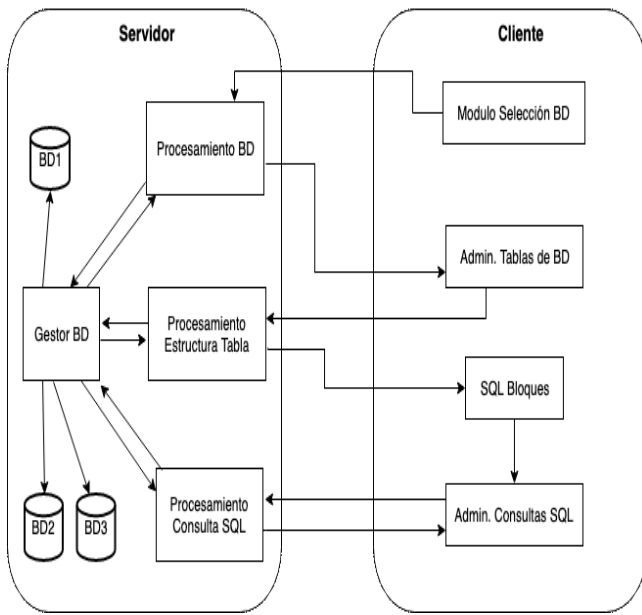 Servidor
Cliente
Modulo Selección BD
Procesamiento BD
BD1
Admin. Tablas de BD
Gestor BD
Procesamiento
Estructura Tabla
SQL Bloques
Procesamiento
Consulta SQL
Admin. Consultas SQL
BD2
BD3